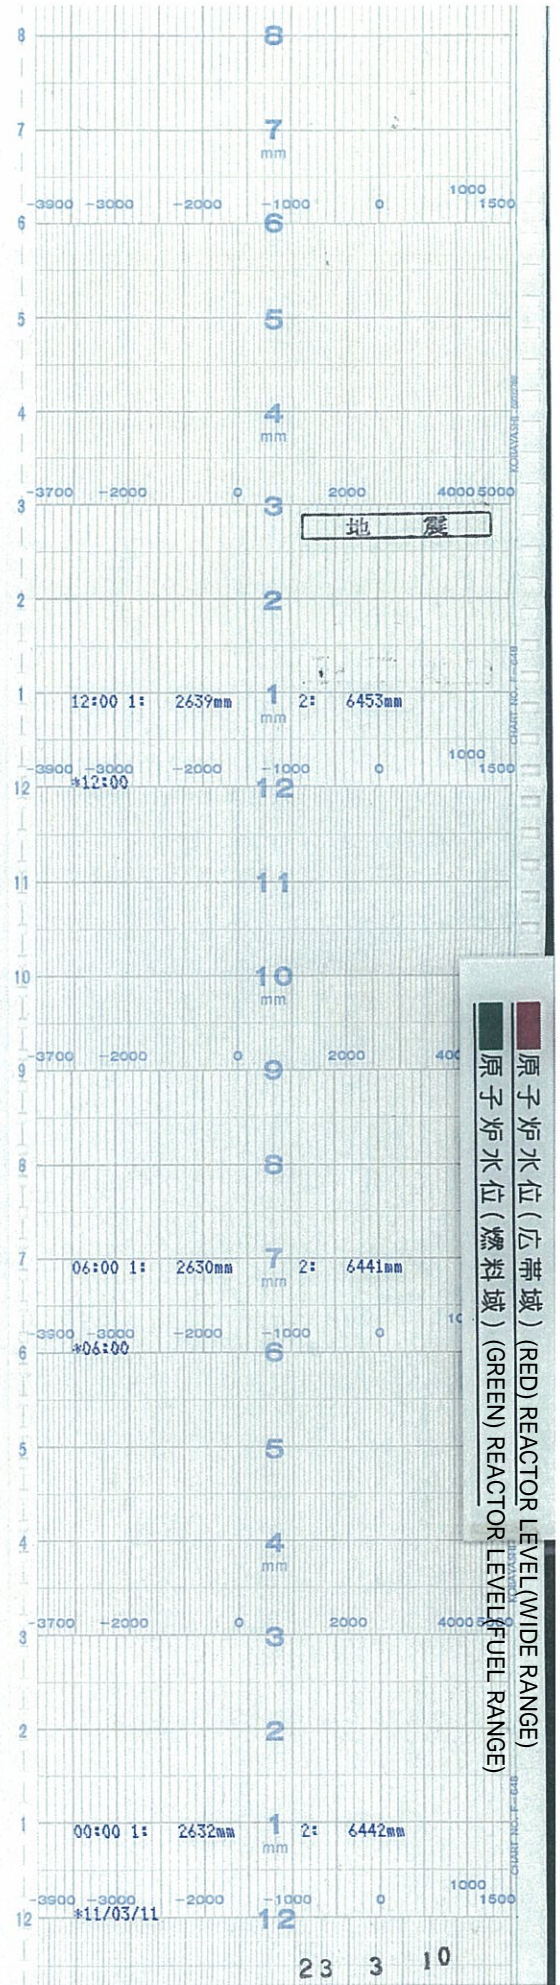 8 8
7 7
mm
-3900 -3000 -2000 -1000 0 1000 1500
6 6
5 5
4 4
mm
KOBAYASHI
-3700 -2000 0 2000 4000 5000
3 3
地 震
2 2
1 12:00 1: 2639mm 1 2: 6453mm
mm
CHART NO.
-3900 -3000 -2000 -1000 0 1000 1500
12 *12:00 12
11 11
10 10
mm
-3700 -2000 0 2000 400
9 9
8 8
7 06:00 1: 2630mm 7 2: 6441mm
mm
-3900 -3000 -2000 -1000 0 10
6 *06:00 6
5 5
4 4
mm
-3700 -2000 0 2000 4000
3 3
2 2
1 00:00 1: 2632mm 1 2: 6442mm
mm
CHART NO.
-3900 -3000 -2000 -1000 0 1000 1500
12 *11/03/11 12
23 3 10
原子炉水位(広帯域) (RED) REACTOR LEVEL(WIDE RANGE)
原子炉水位(燃料域) (GREEN) REACTOR LEVEL(FUEL RANGE)